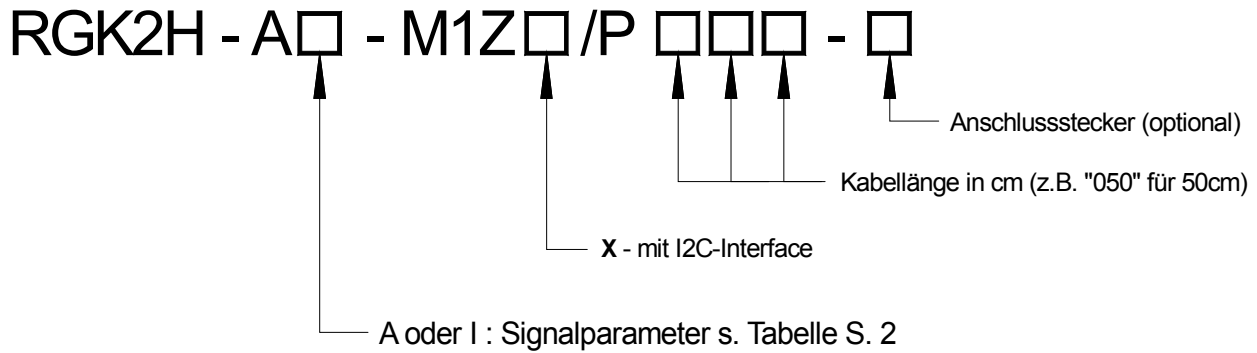 RGK2H - A□ - M1Z□ /P □□□ - □
Anschlussstecker (optional)
Kabellänge in cm (z.B. "050" für 50cm)
X - mit I2C-Interface
A oder I : Signalparameter s. Tabelle S. 2